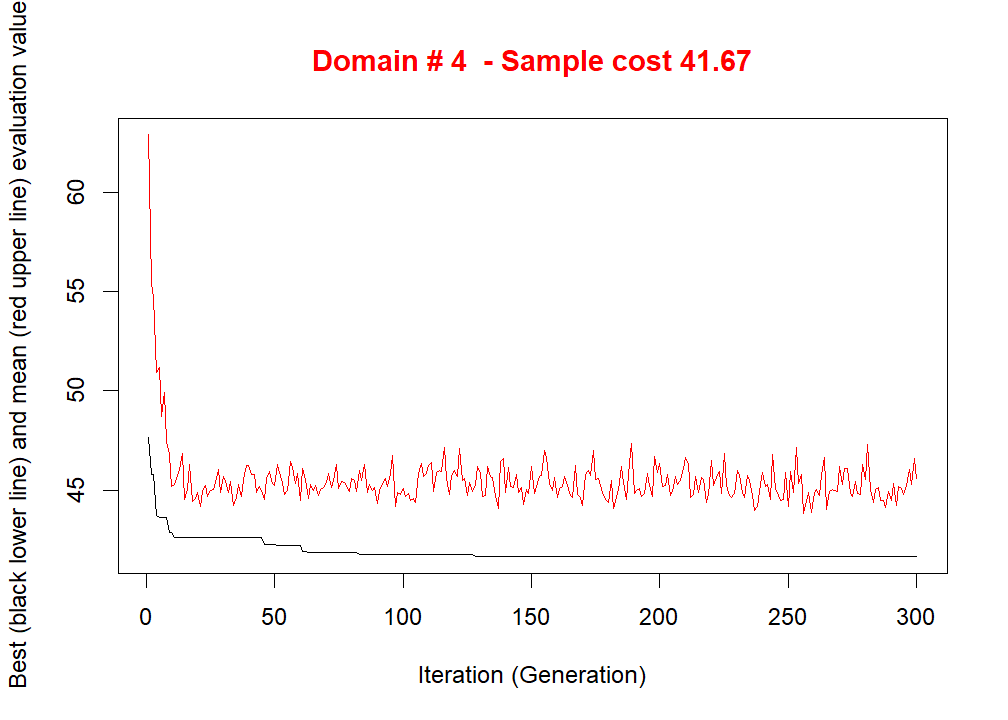 Domain # 4  - Sample cost 41.67
Best (black lower line) and mean (red upper line) evaluation value
60
55
50
45
0 50 100 150 200 250 300
Iteration (Generation)